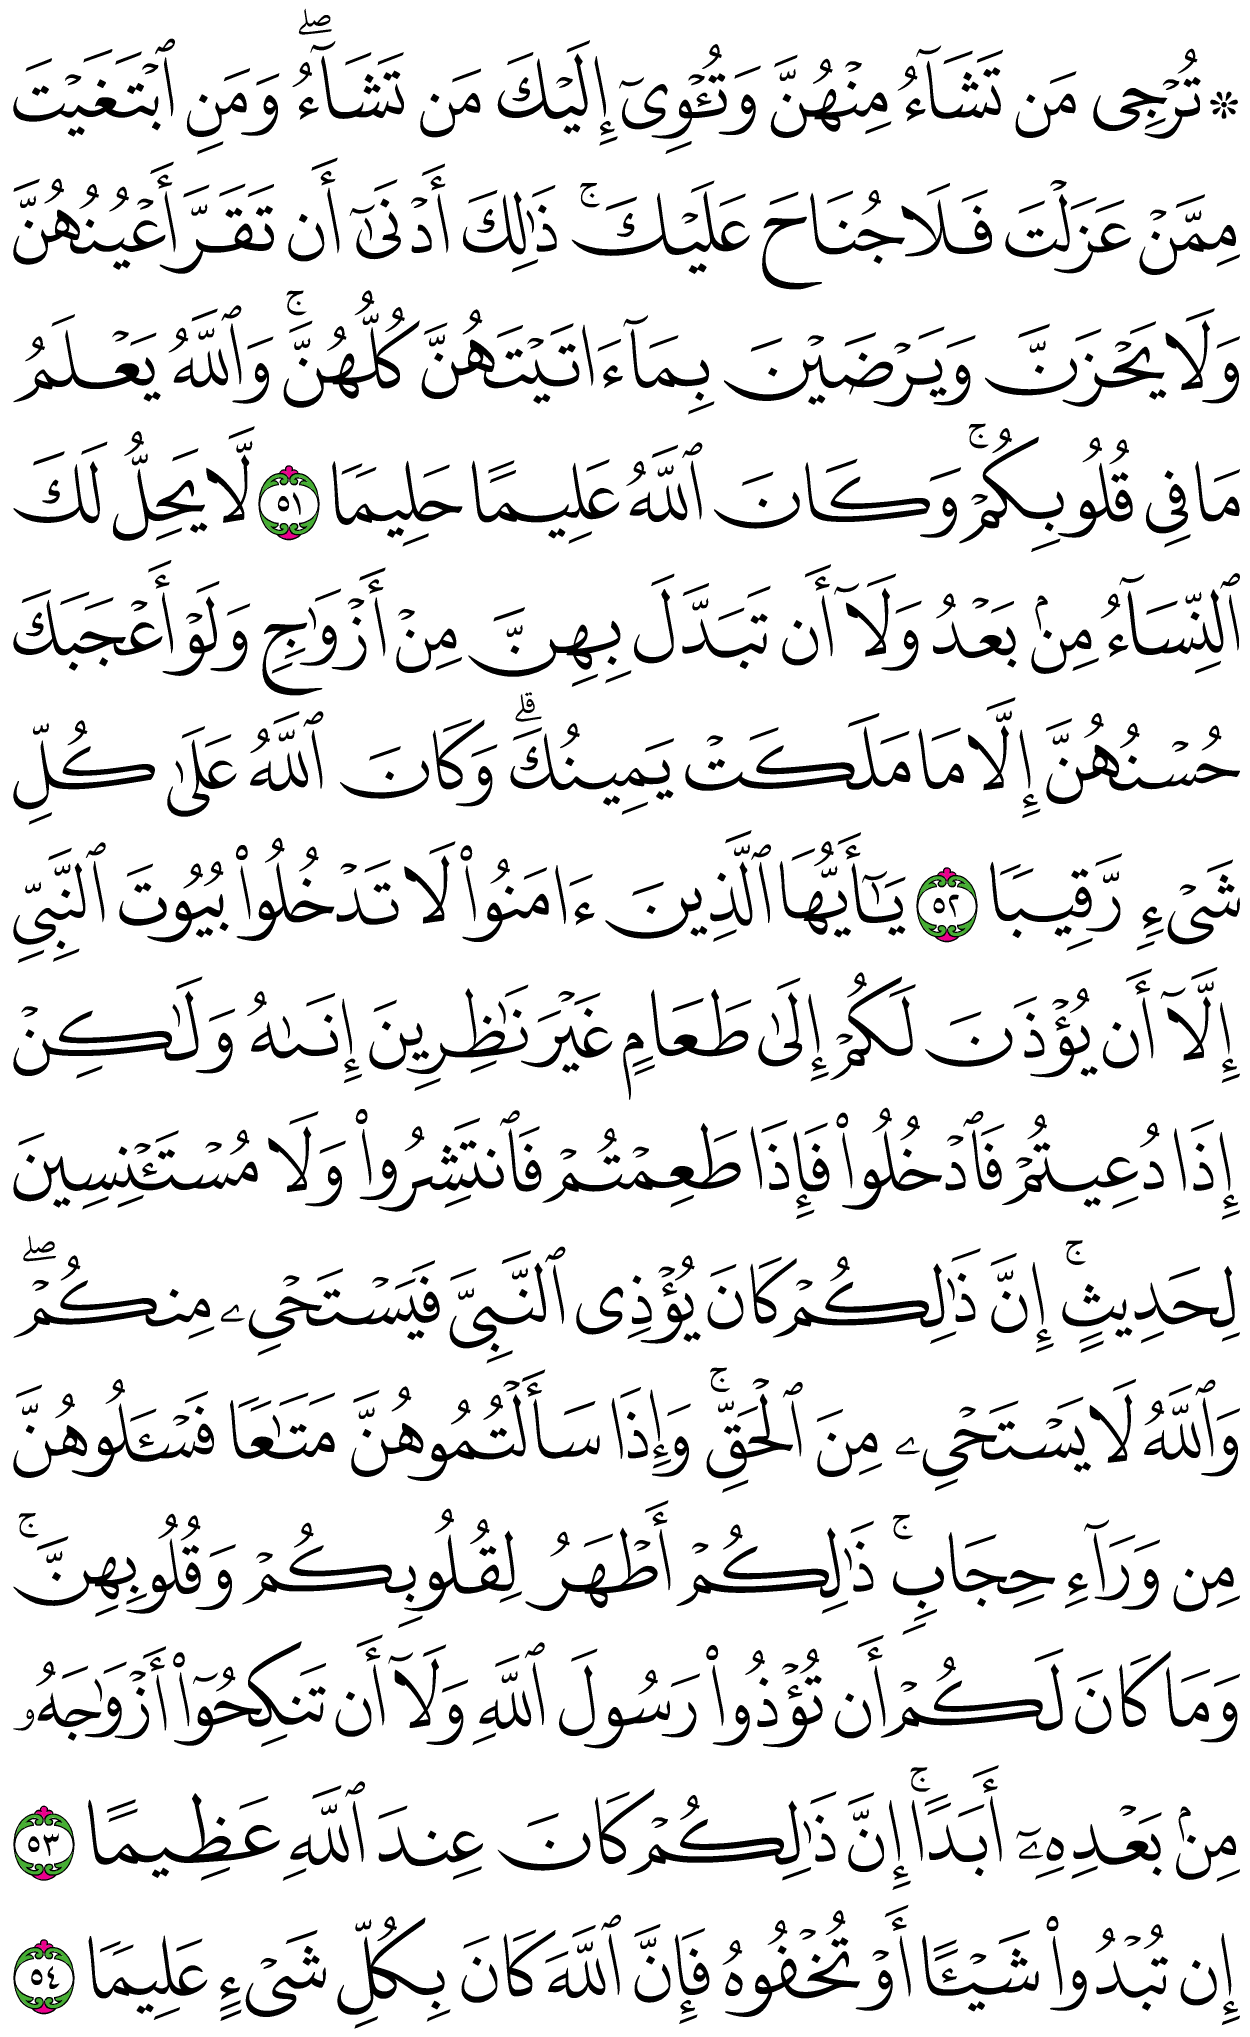 ۞ تُرۡجِي مَن تَشَآءُ مِنۡهُنَّ وَتُـٔۡوِيٓ إِلَيۡكَ مَن تَشَآءُۖ وَمَنِ ٱبۡتَغَيۡتَ
مِمَّنۡ عَزَلۡتَ فَلَا جُنَاحَ عَلَيۡكَۚ ذَٰلِكَ أَدۡنَىٰٓ أَن تَقَرَّ أَعۡيُنُهُنَّ
وَلَا يَحۡزَنَّ وَيَرۡضَيۡنَ بِمَآ ءَاتَيۡتَهُنَّ كُلُّهُنَّۚ وَٱللَّهُ يَعۡلَمُ
مَا فِي قُلُوبِكُمۡۚ وَكَانَ ٱللَّهُ عَلِيمًا حَلِيمٗا ٥١ لَّا يَحِلُّ لَكَ
ٱلنِّسَآءُ مِنۢ بَعۡدُ وَلَآ أَن تَبَدَّلَ بِهِنَّ مِنۡ أَزۡوَٰجٖ وَلَوۡ أَعۡجَبَكَ
حُسۡنُهُنَّ إِلَّا مَا مَلَكَتۡ يَمِينُكَۗ وَكَانَ ٱللَّهُ عَلَىٰ كُلِّ
شَيۡءٖ رَّقِيبٗا ٥٢ يَٰٓأَيُّهَا ٱلَّذِينَ ءَامَنُواْ لَا تَدۡخُلُواْ بُيُوتَ ٱلنَّبِيِّ
إِلَّآ أَن يُؤۡذَنَ لَكُمۡ إِلَىٰ طَعَامٍ غَيۡرَ نَٰظِرِينَ إِنَىٰهُ وَلَٰكِنۡ
إِذَا دُعِيتُمۡ فَٱدۡخُلُواْ فَإِذَا طَعِمۡتُمۡ فَٱنتَشِرُواْ وَلَا مُسۡتَـٔۡنِسِينَ
لِحَدِيثٍۚ إِنَّ ذَٰلِكُمۡ كَانَ يُؤۡذِي ٱلنَّبِيَّ فَيَسۡتَحۡيِۦ مِنكُمۡۖ
وَٱللَّهُ لَا يَسۡتَحۡيِۦ مِنَ ٱلۡحَقِّۚ وَإِذَا سَأَلۡتُمُوهُنَّ مَتَٰعٗا فَسۡـَٔلُوهُنَّ
مِن وَرَآءِ حِجَابٖۚ ذَٰلِكُمۡ أَطۡهَرُ لِقُلُوبِكُمۡ وَقُلُوبِهِنَّۚ
وَمَا كَانَ لَكُمۡ أَن تُؤۡذُواْ رَسُولَ ٱللَّهِ وَلَآ أَن تَنكِحُوٓاْ أَزۡوَٰجَهُۥ
مِنۢ بَعۡدِهِۦٓ أَبَدًاۚ إِنَّ ذَٰلِكُمۡ كَانَ عِندَ ٱللَّهِ عَظِيمًا ٥٣
إِن تُبۡدُواْ شَيۡـًٔا أَوۡ تُخۡفُوهُ فَإِنَّ ٱللَّهَ كَانَ بِكُلِّ شَيۡءٍ عَلِيمٗا ٥٤